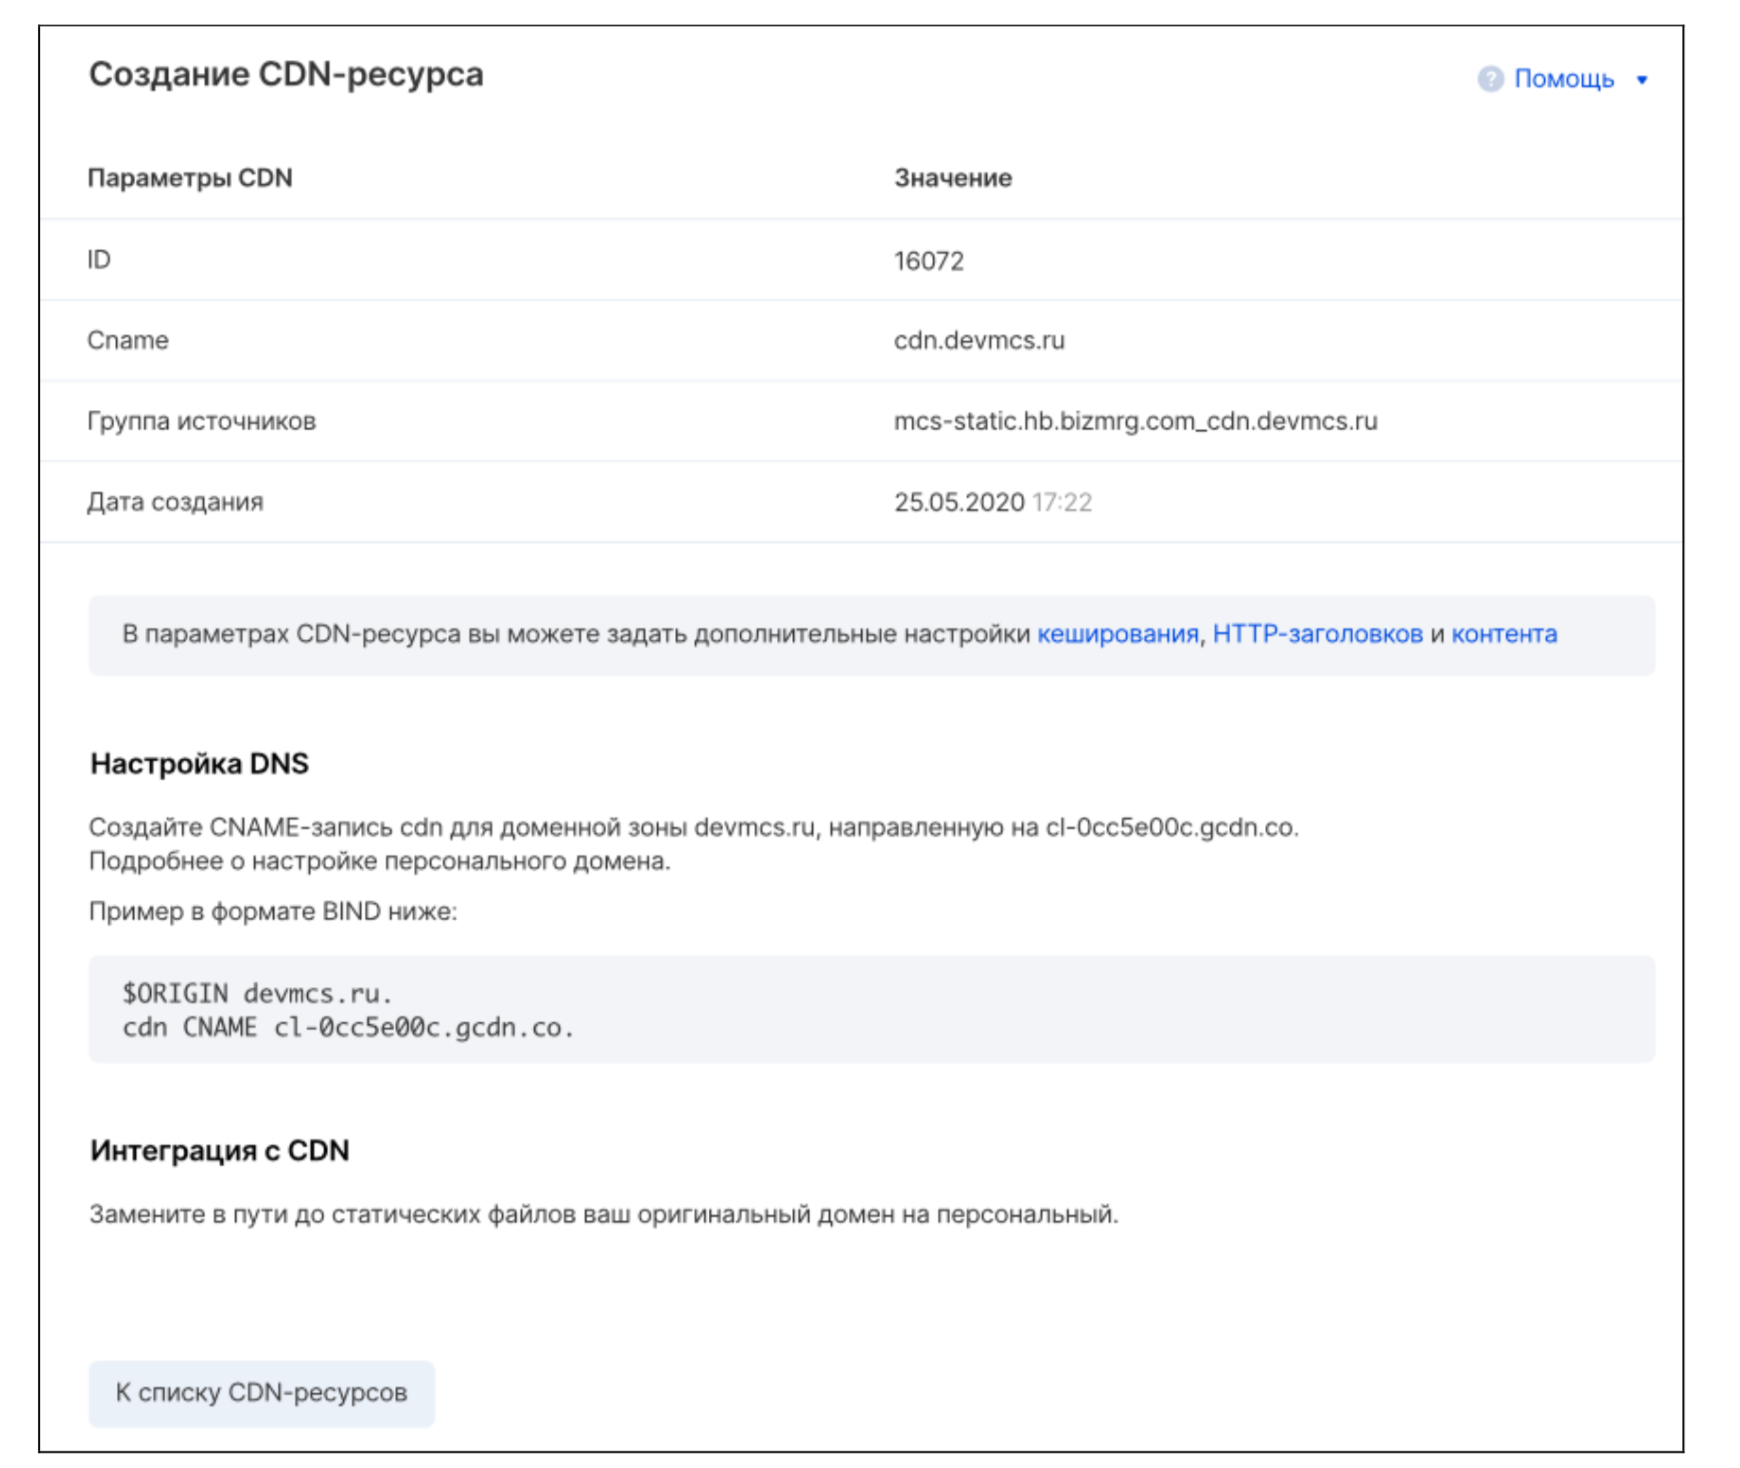 Создание CDN-ресурса
? Помощь
Параметры CDN Значение
ID 16072
Cname cdn.devmcs.ru
Группа источников mcs-static.hb.bizmrg.com_cdn.devmcs.ru
Дата создания 25.05.2020 17:22
В параметрах CDN-ресурса вы можете задать дополнительные настройки кеширования, HTTP-заголовков и контента
Настройка DNS
Создайте CNAME-запись cdn для доменной зоны devmcs.ru, направленную на cl-0cc5e00c.gcdn.co.
Подробнее о настройке персонального домена.
Пример в формате BIND ниже:
$ORIGIN devmcs.ru.
cdn CNAME cl-0cc5e00c.gcdn.co.
Интеграция с CDN
Замените в пути до статических файлов ваш оригинальный домен на персональный.
К списку CDN-ресурсов